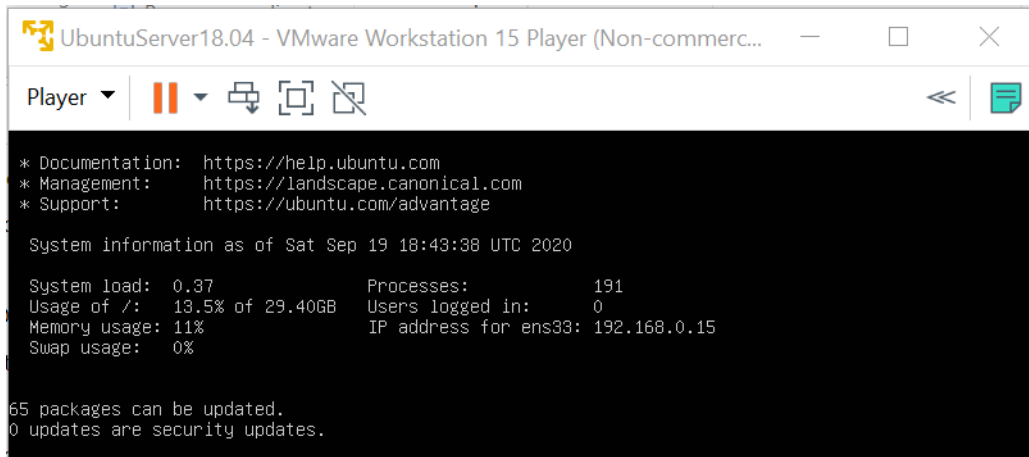 UbuntuServer18.04 - VMware Workstation 15 Player (Non-commerc...
Player
* Documentation:  https://help.ubuntu.com
* Management:     https://landscape.canonical.com
* Support:        https://ubuntu.com/advantage
System information as of Sat Sep 19 18:43:38 UTC 2020
System load:  0.37    Processes:    191
Usage of /:   13.5% of 29.40GB    Users logged in:    0
Memory usage: 11%    IP address for ens33: 192.168.0.15
Swap usage:   0%
65 packages can be updated.
0 updates are security updates.